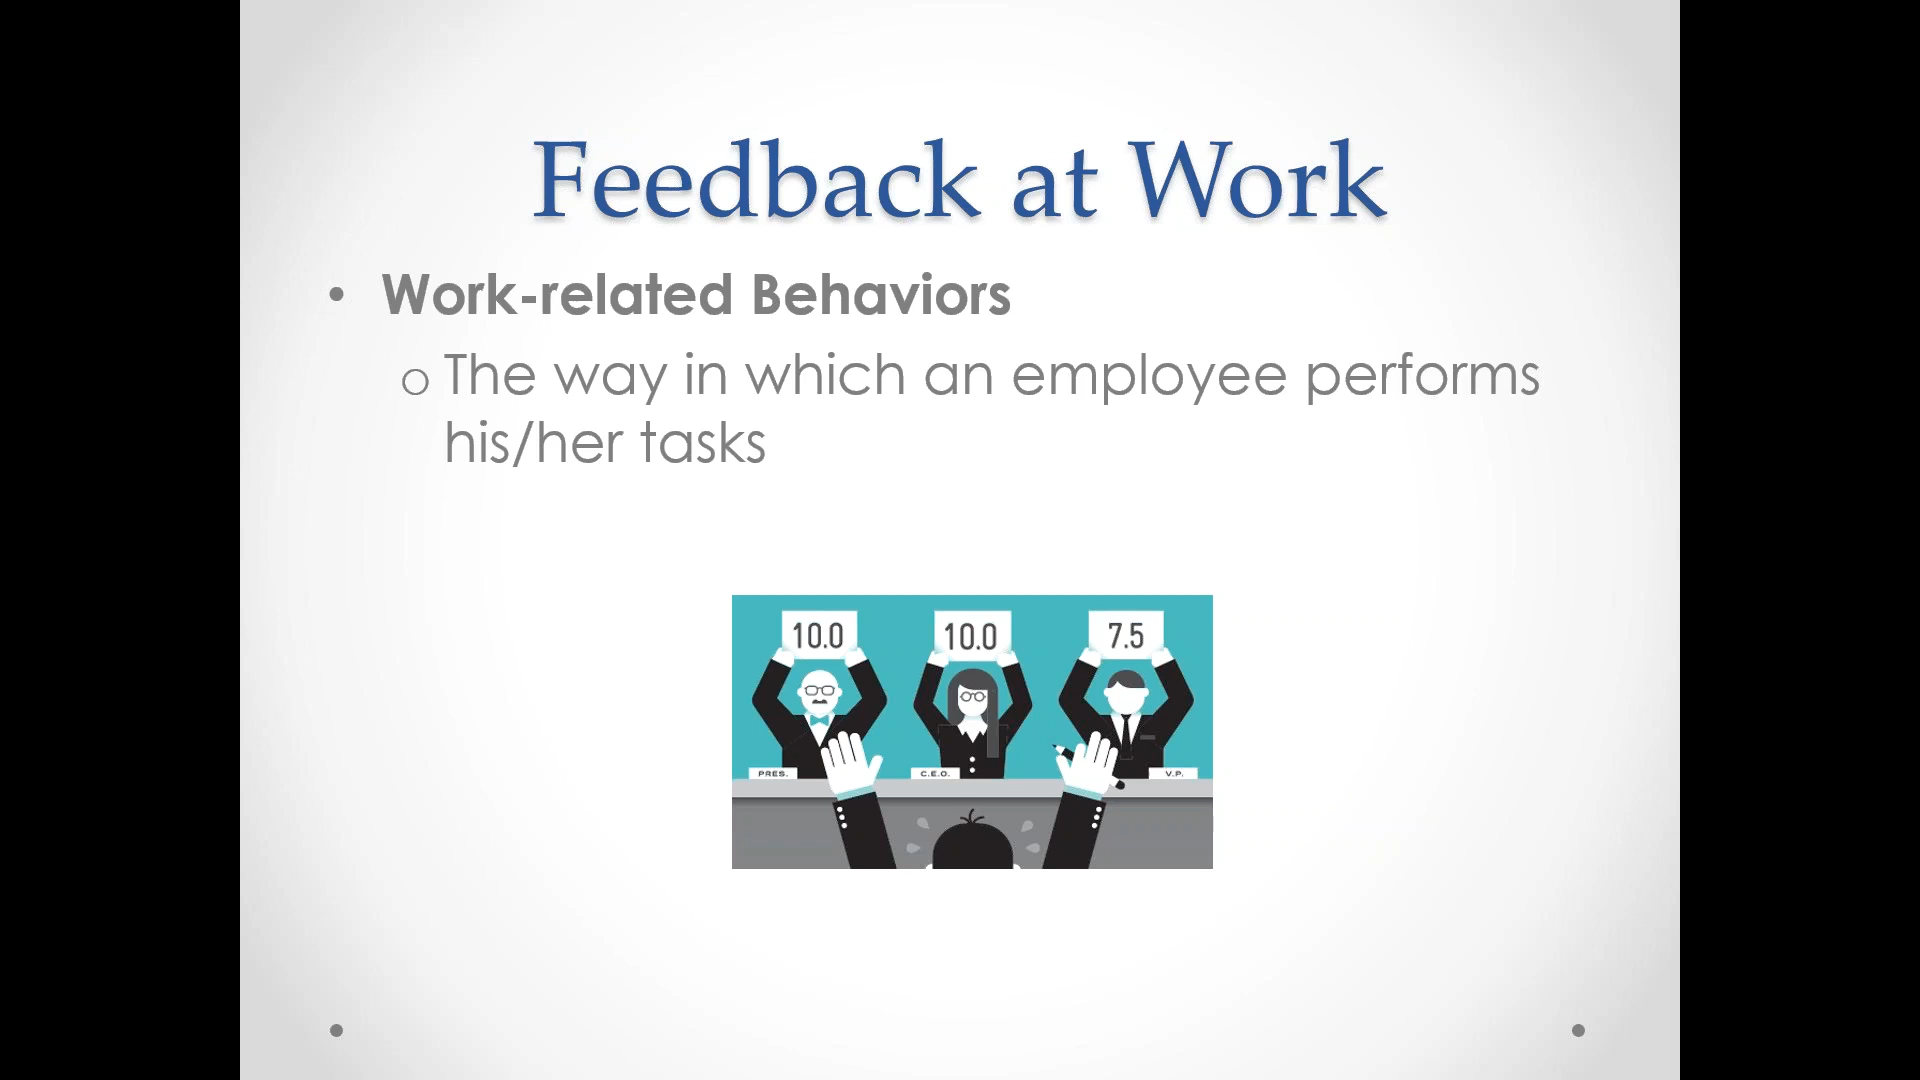 Feedback at Work
• Work-related Behaviors
o The way in which an employee performs
his/her tasks
10.0 10.0 7.5
PRES. C.E.O. V.P.